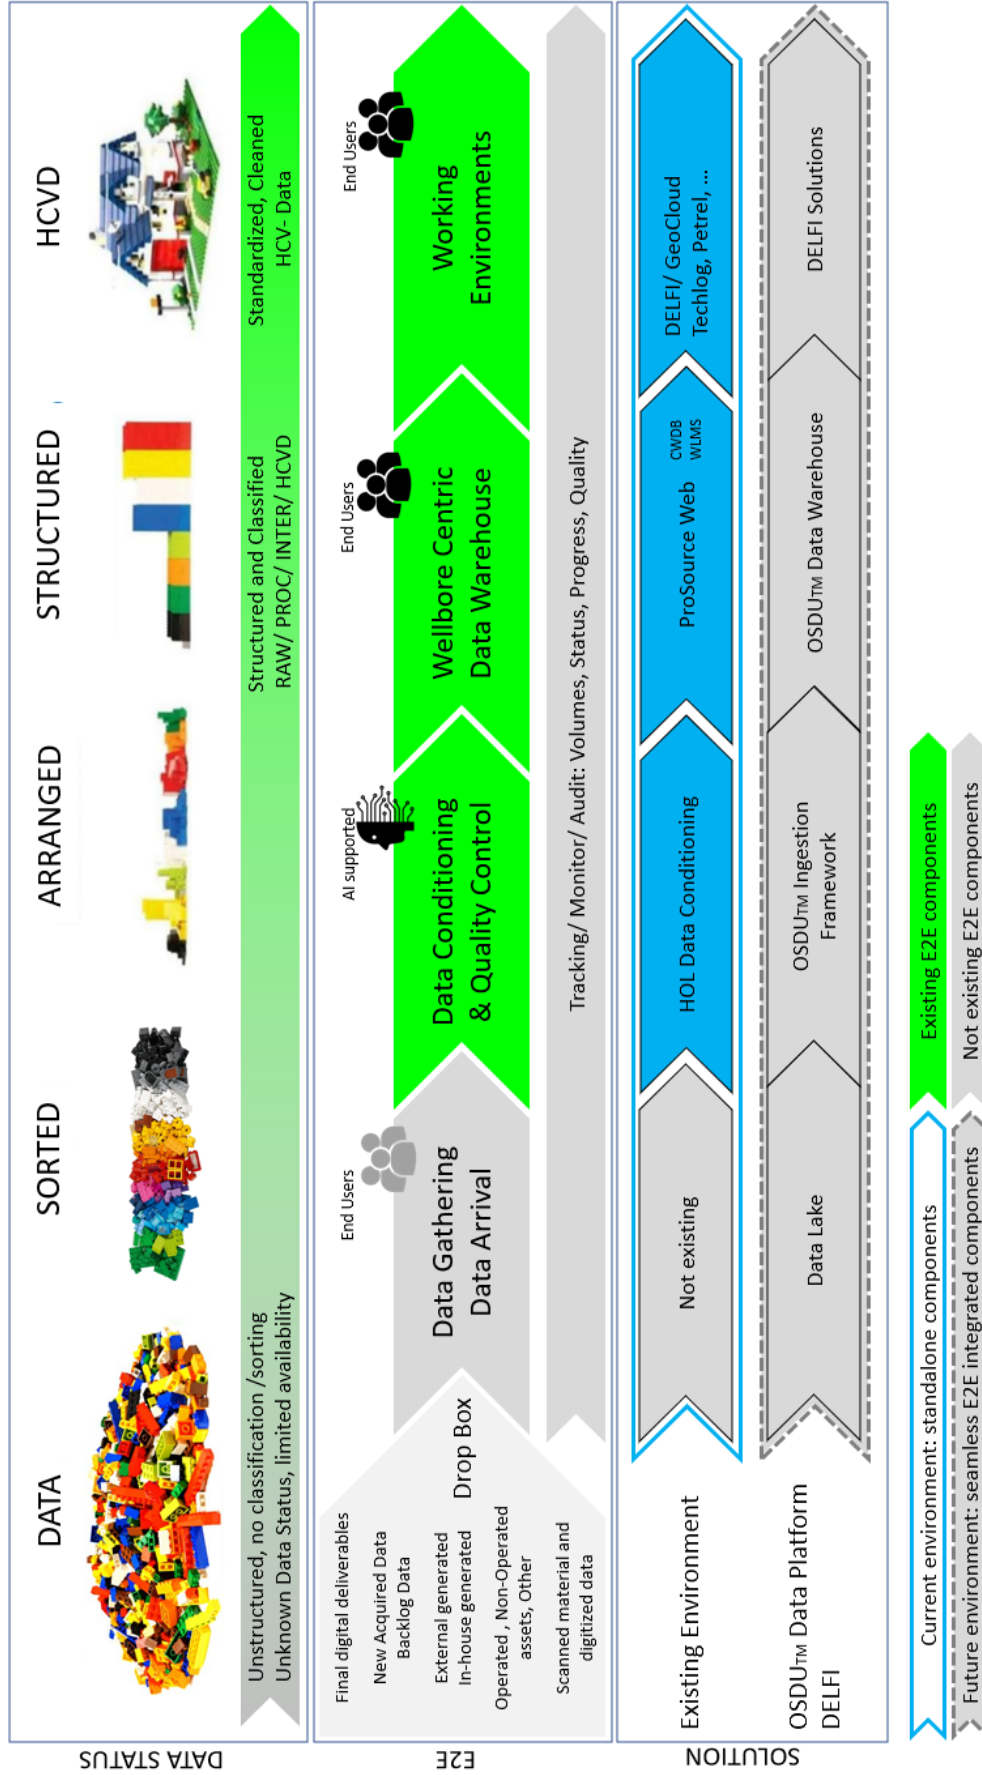 DATA STATUS
DATA
SORTED
ARRANGED
STRUCTURED
HCVD
Unstructured, no classification /sorting
Unknown Data Status, limited availability
Structured and Classified
RAW/ PROC/ INTER/ HCVD
Standardized, Cleaned
HCV- Data
E2E
Final digital deliverables
New Acquired Data
Backlog Data
External generated
In-house generated
Operated , Non-Operated
assets, Other
Scanned material and
digitized data
Drop Box
End Users
Data Gathering
Data Arrival
AI supported
Data Conditioning
& Quality Control
End Users
Wellbore Centric
Data Warehouse
End Users
Working
Environments
Tracking/ Monitor/ Audit: Volumes, Status, Progress, Quality
SOLUTION
Existing Environment
Not existing
HOL Data Conditioning
ProSource Web
CWDB
WLMS
DELFI/ GeoCloud
Techlog, Petrel, ...
OSDU™ Data Platform
DELFI
Data Lake
OSDU™ Ingestion
Framework
OSDU™ Data Warehouse
DELFI Solutions
Current environment: standalone components
Existing E2E components
Future environment: seamless E2E integrated components
Not existing E2E components